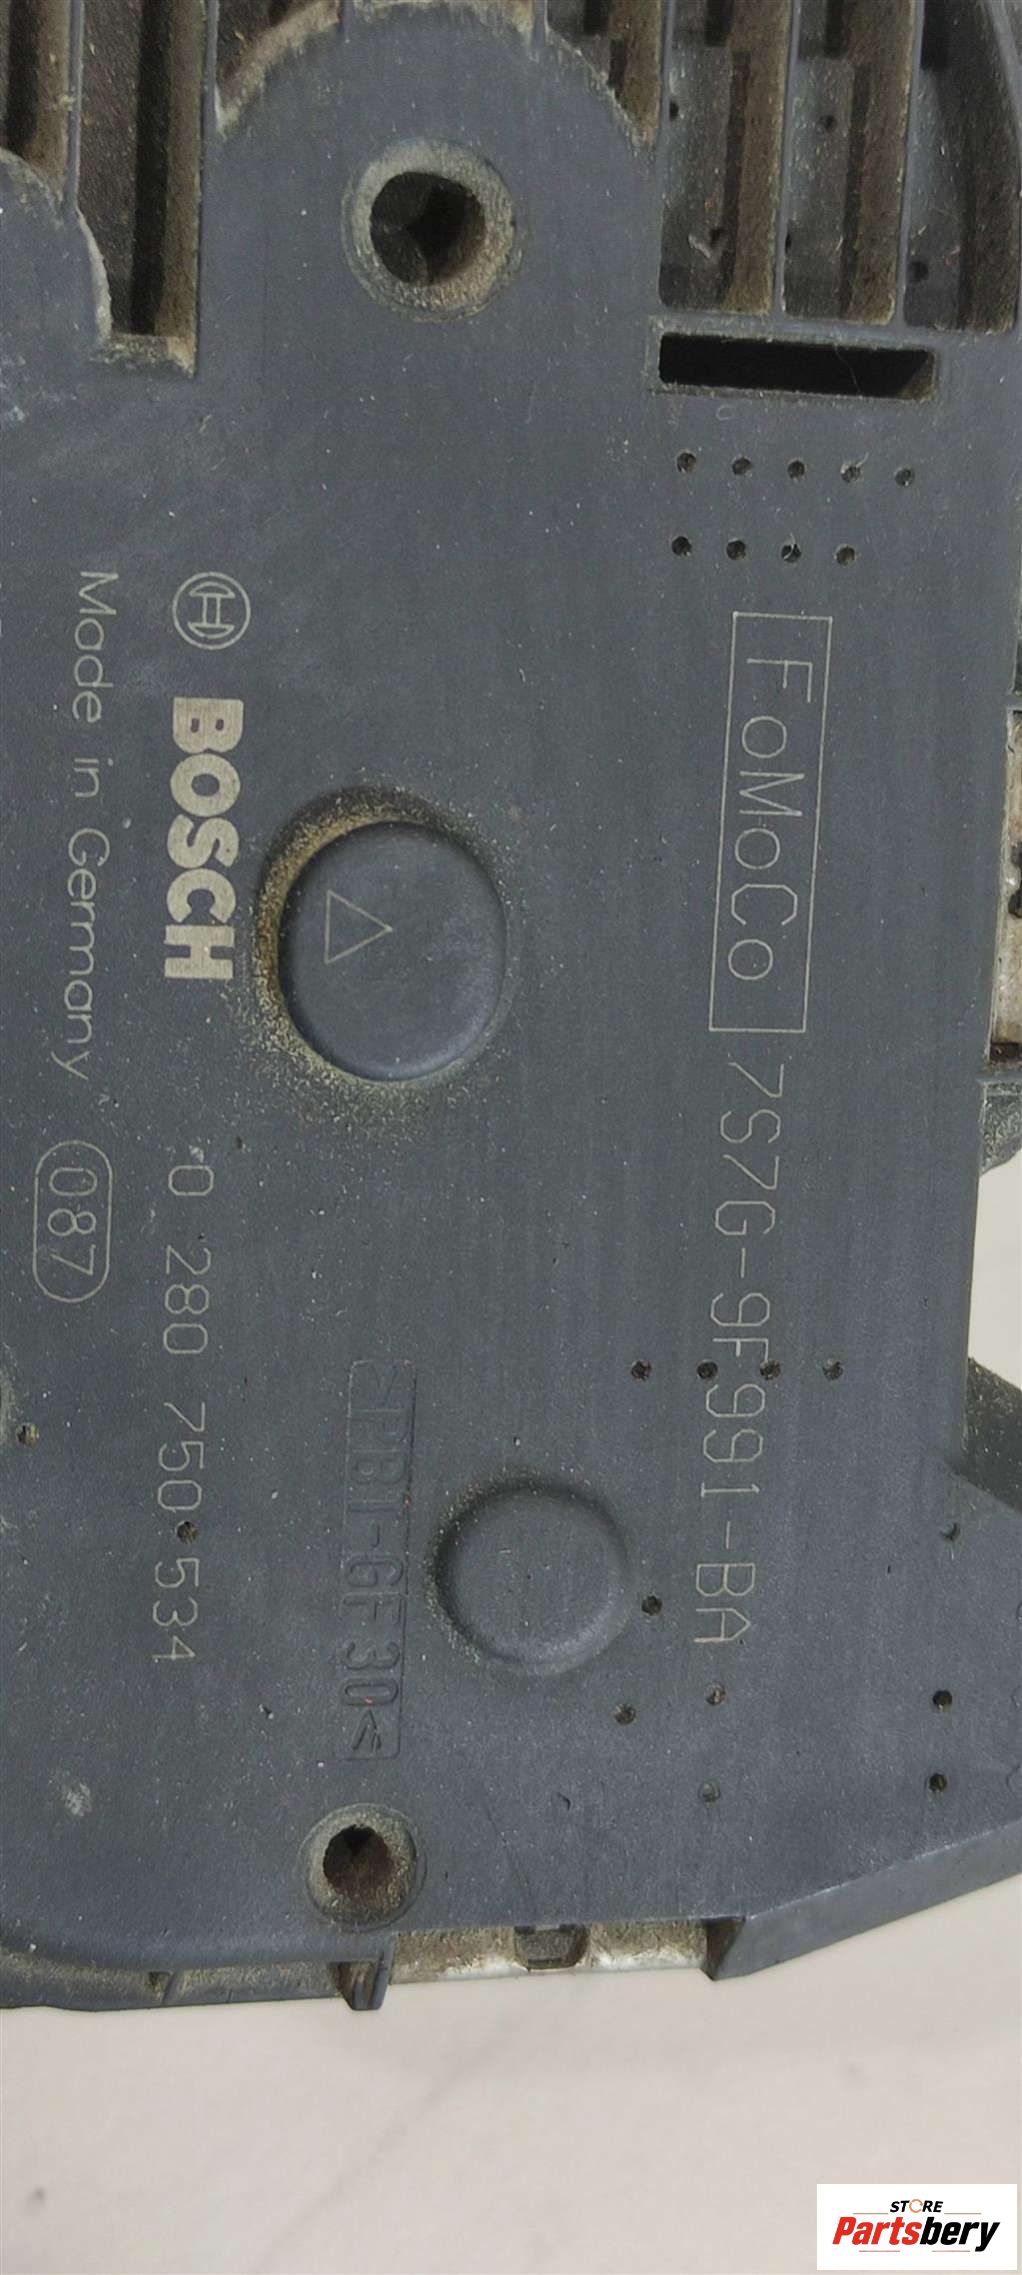 FoMoCo 7S7G-9F991-BA
>PBT-GF30<
BOSCH 0 280 750 534
Made in Germany 087
STORE
Partsbery